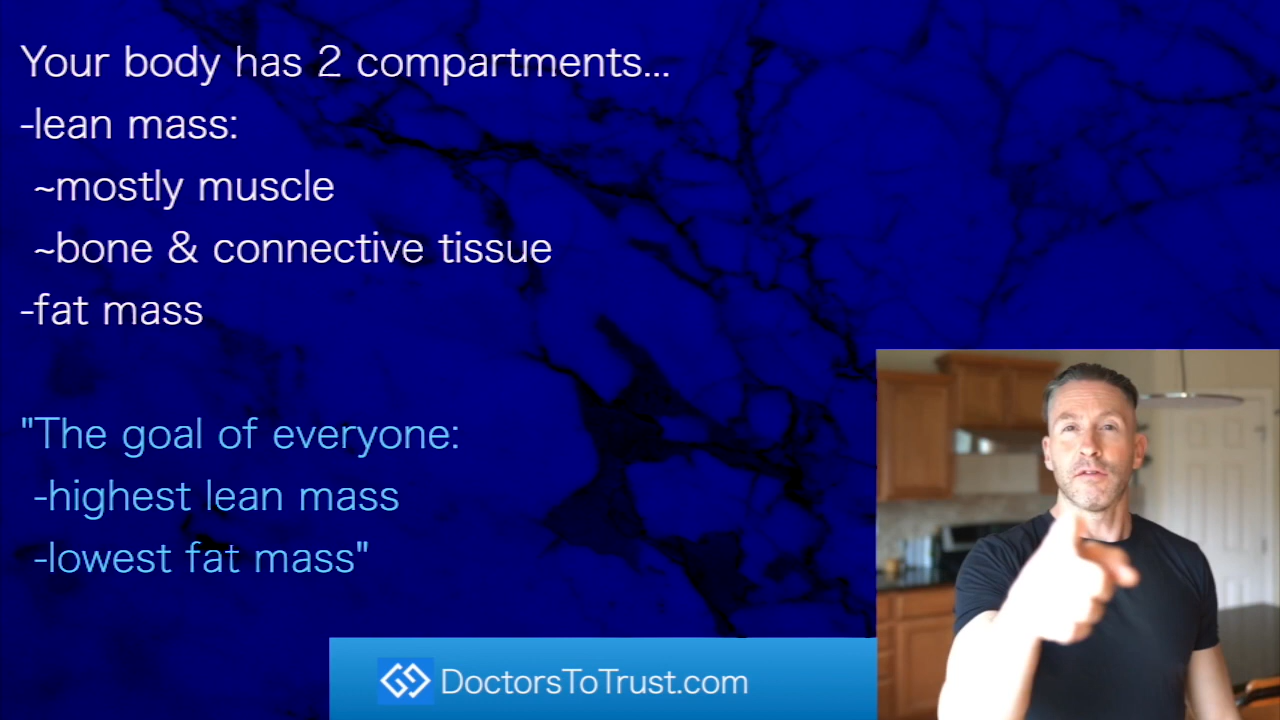 Your body has 2 compartments...
-lean mass:
~mostly muscle
~bone & connective tissue
-fat mass
"The goal of everyone:
-highest lean mass
-lowest fat mass"
DoctorsToTrust.com